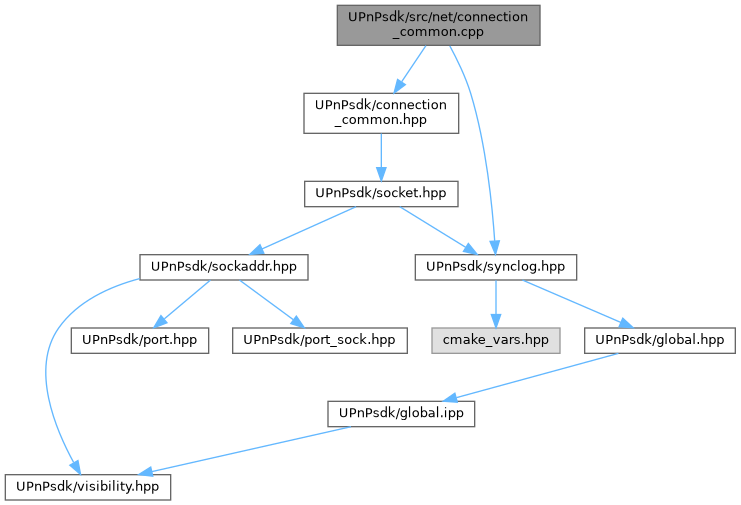 UPnPsdk/src/net/connection
_common.cpp
UPnPsdk/connection
_common.hpp
UPnPsdk/socket.hpp
UPnPsdk/sockaddr.hpp
UPnPsdk/synclog.hpp
UPnPsdk/port.hpp
UPnPsdk/port_sock.hpp
cmake_vars.hpp
UPnPsdk/global.hpp
UPnPsdk/global.ipp
UPnPsdk/visibility.hpp